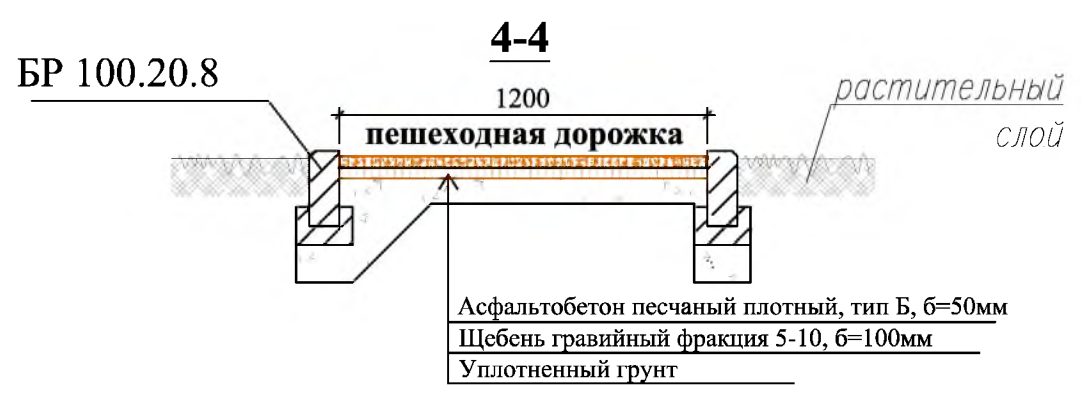 4-4
БР 100.20.8
1200
растительный
слой
пешеходная дорожка
Асфальтобетон песчаный плотный, тип Б, б=50мм
Щебень гравийный фракция 5-10, б=100мм
Уплотненный грунт